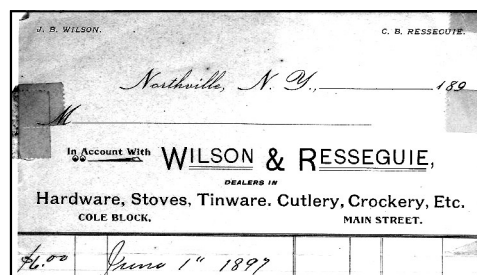 J. B. WILSON. C. B. RESSEGUIE.
Northville, N. Y., 189
M
In Account With WILSON & RESSEGUIE,
DEALERS IN
Hardware, Stoves, Tinware. Cutlery, Crockery, Etc.
COLE BLOCK, MAIN STREET.
$6.00 June 1" 1897